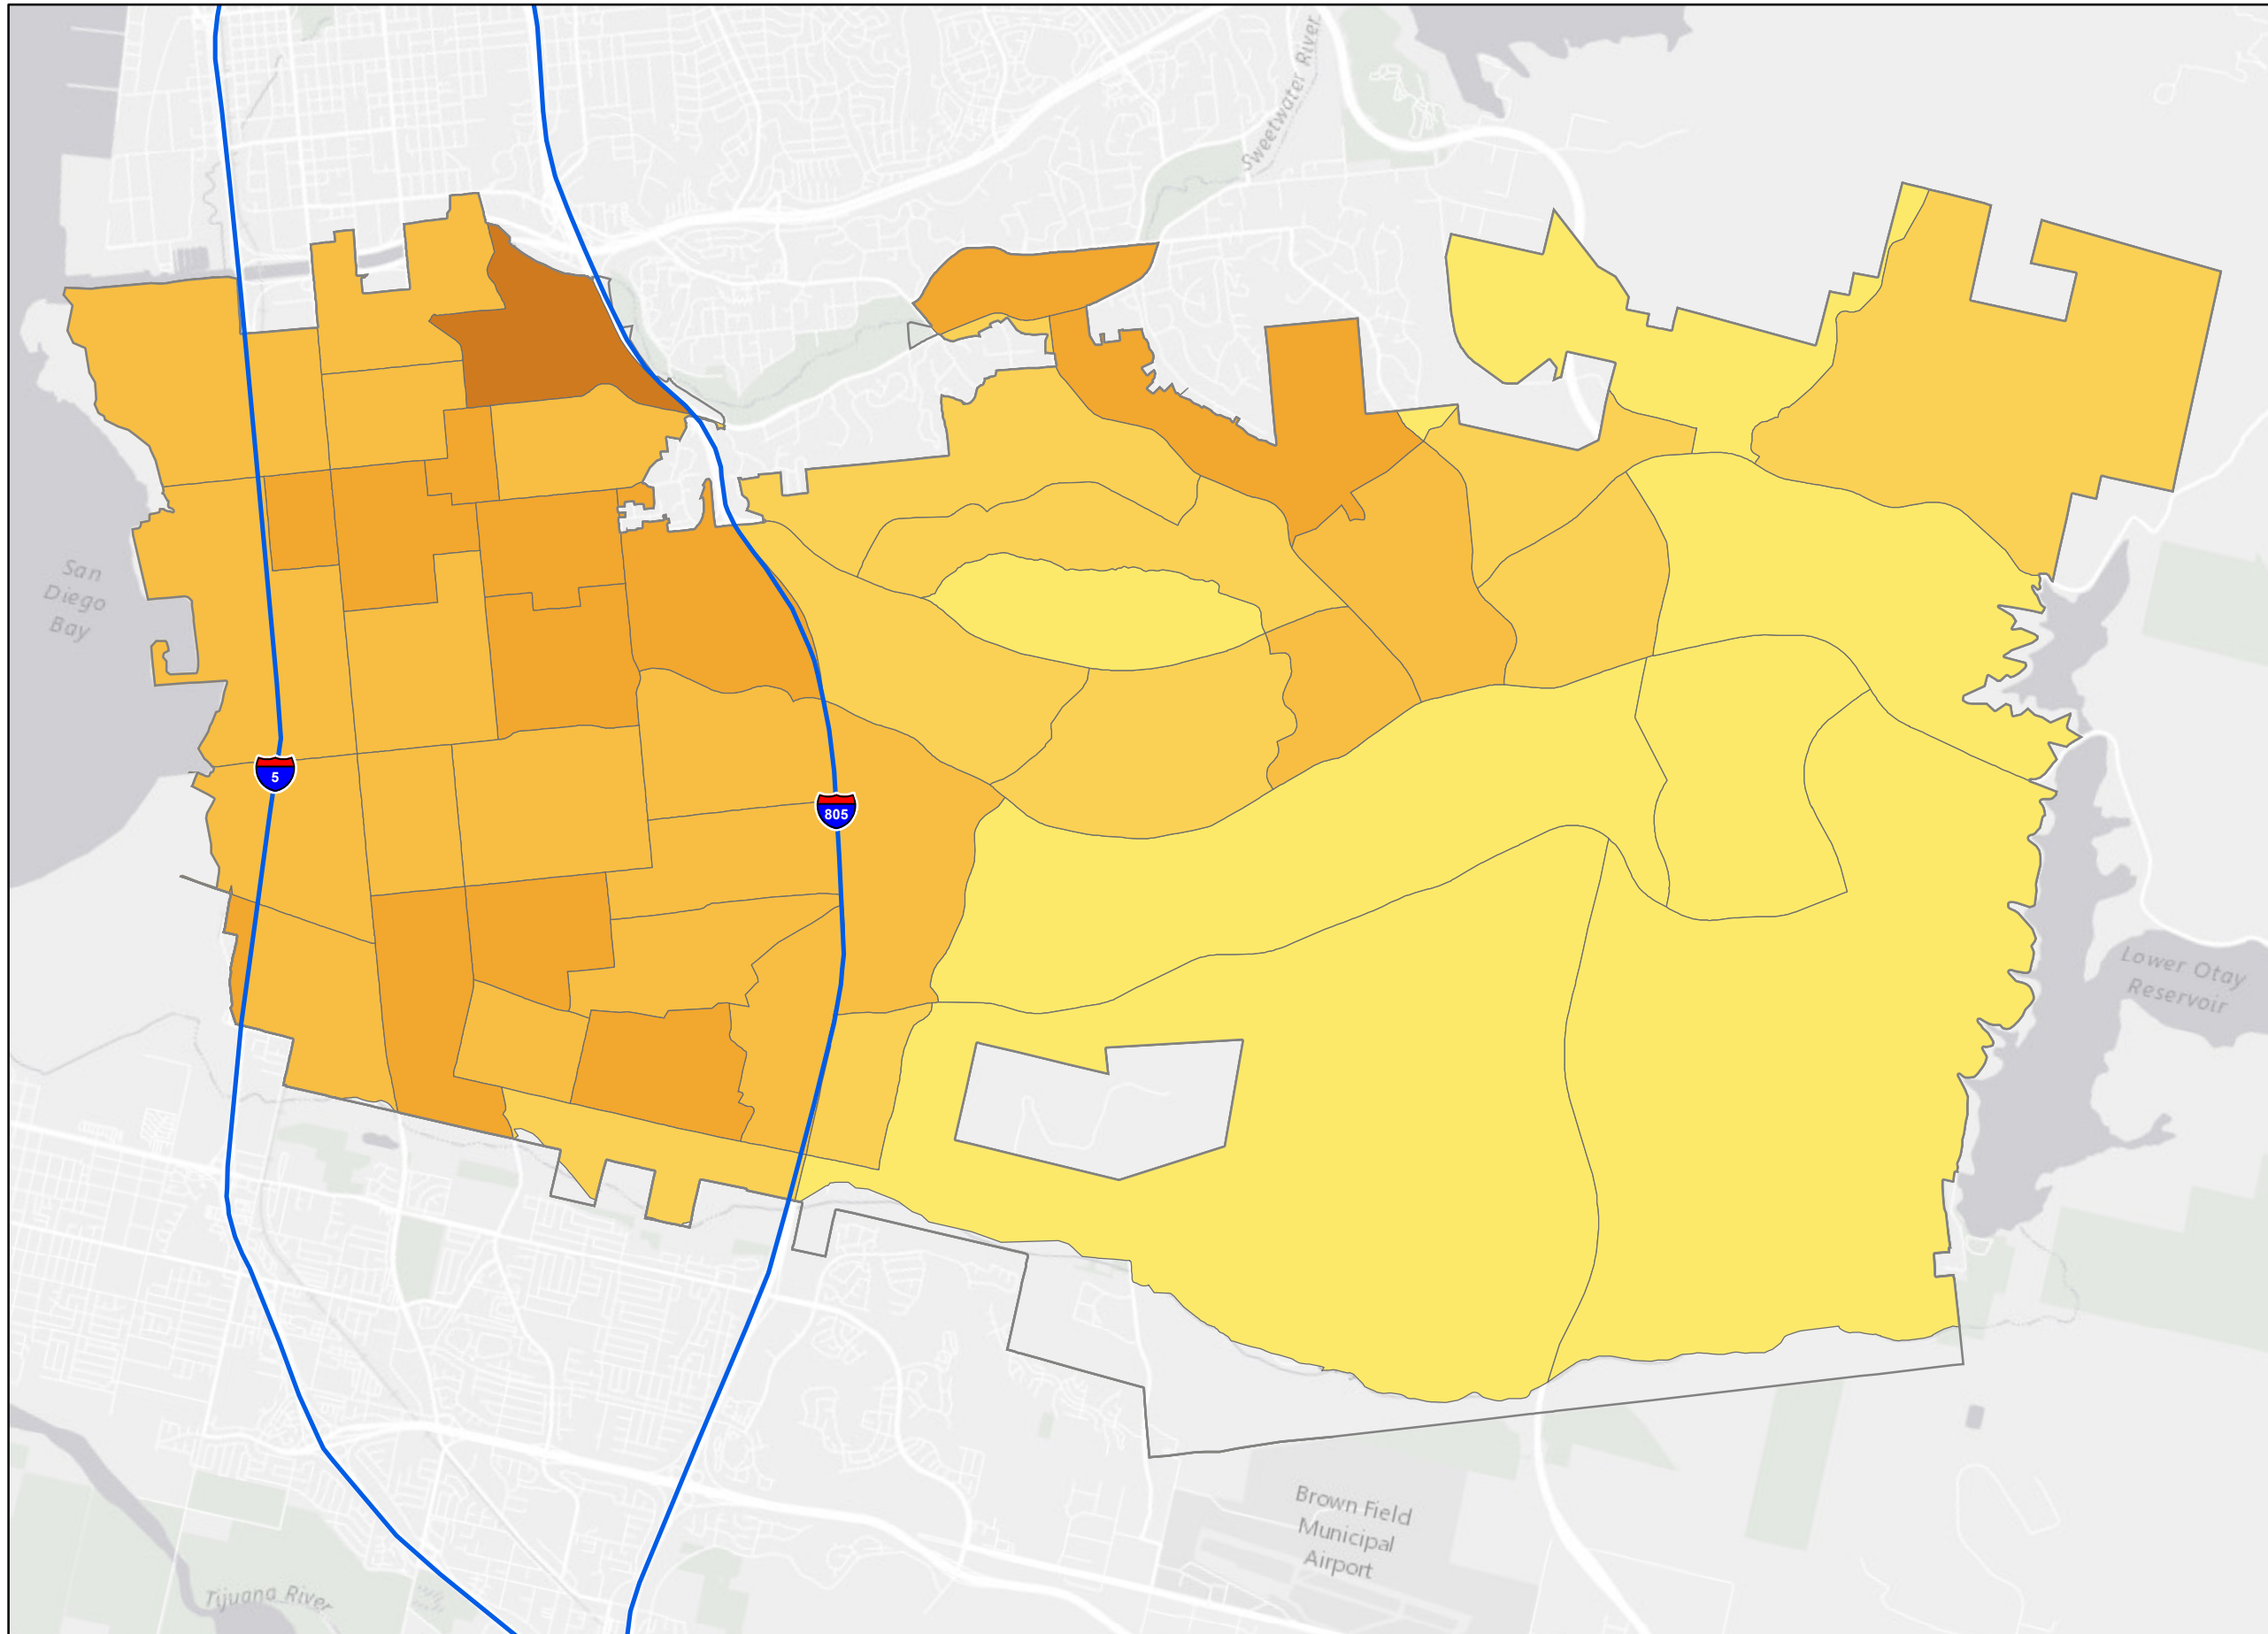 Sweetwater River
San
Diego
Bay
5
805
Lower Otay
Reservoir
Brown Field
Municipal
Airport
Tijuana River